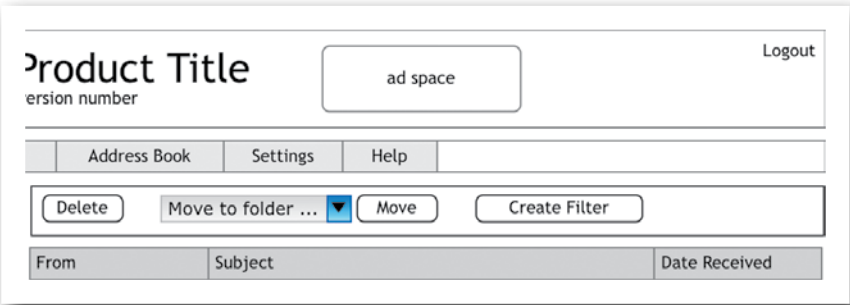 Product Title
ersion number
ad space
Logout
Address Book Settings Help
Delete Move to folder ... Move Create Filter
From Subject Date Received